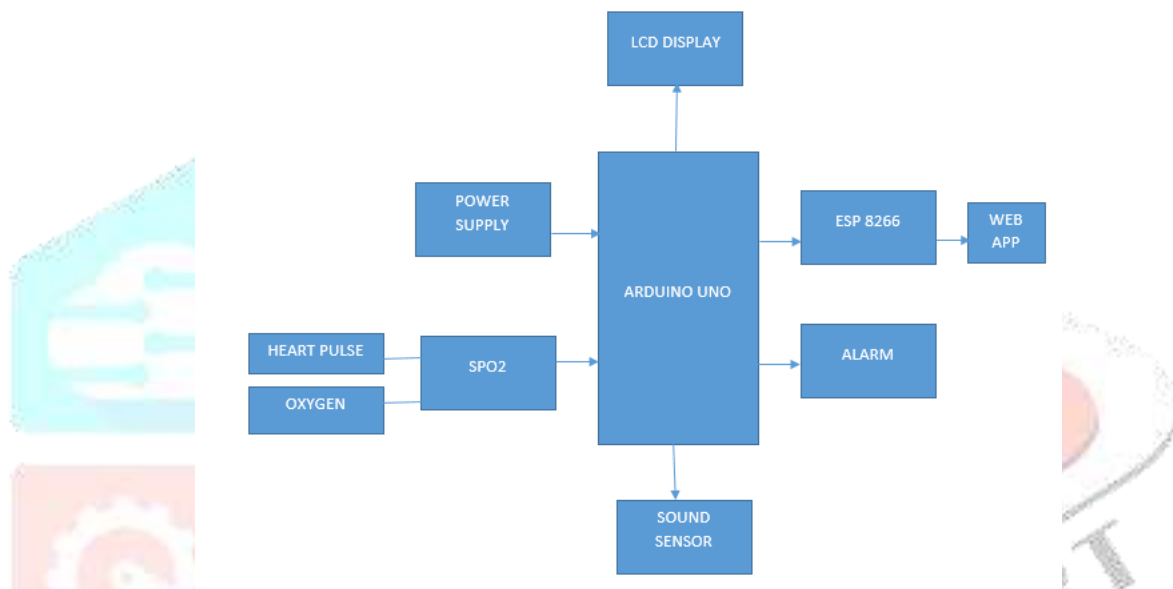 LCD DISPLAY
POWER
SUPPLY
ARDUINO UNO
ESP 8266
WEB
APP
HEART PULSE
SPO2
ALARM
OXYGEN
SOUND
SENSOR